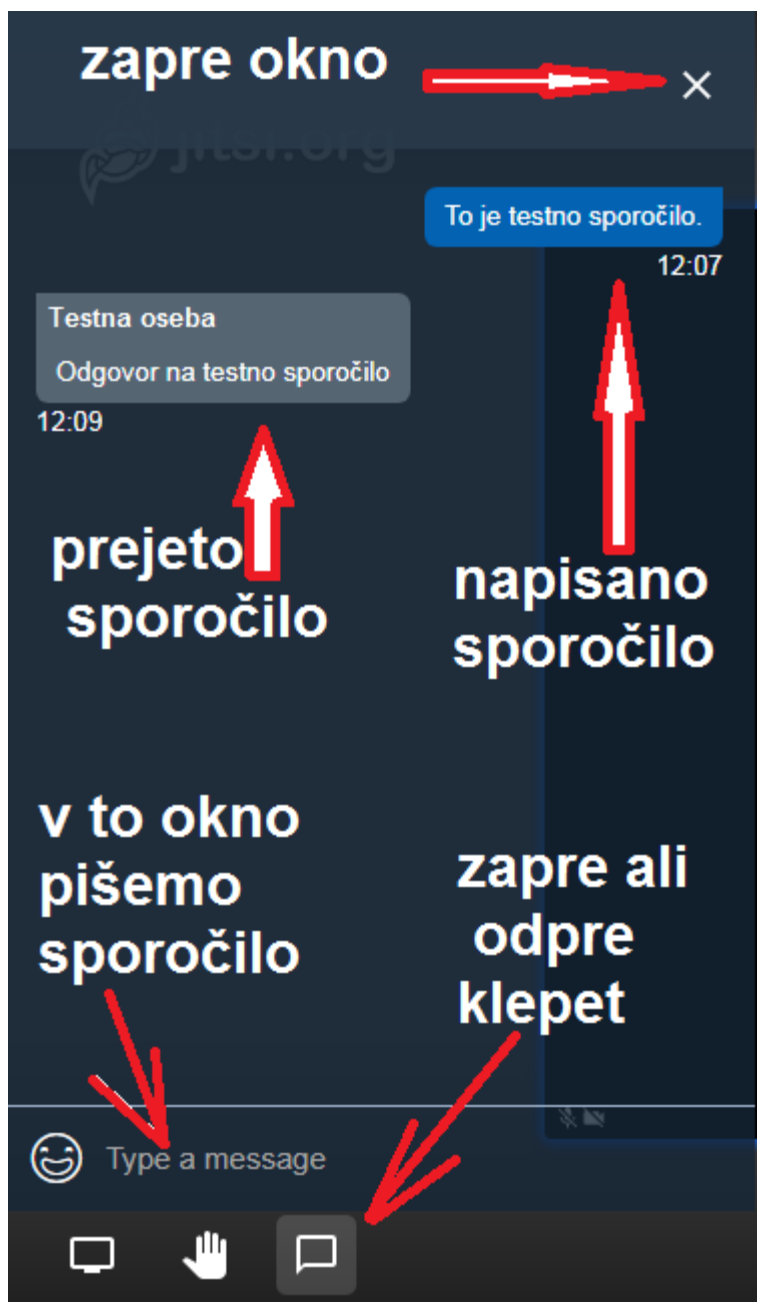 zapre okno
jitsi.org
To je testno sporočilo.
12:07
Testna oseba
Odgovor na testno sporočilo
12:09
prejeto
sporočilo
napisano
sporočilo
v to okno
pišemo
sporočilo
zapre ali
odpre
klepet
Type a message